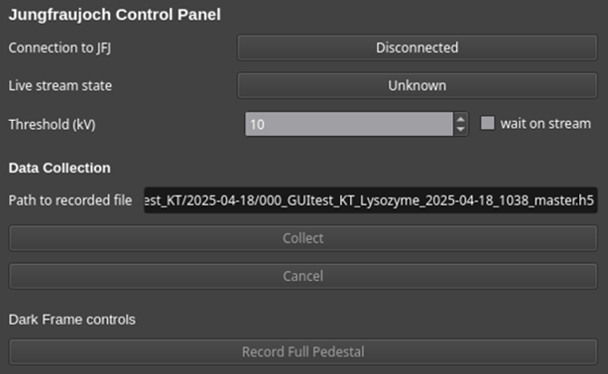 Jungfraujoch Control Panel
Connection to JFJ Disconnected
Live stream state Unknown
Threshold (kV) 10 wait on stream
Data Collection
Path to recorded file est_KT/2025-04-18/000_GUItest_KT_Lysozyme_2025-04-18_1038_master.h5
Collect
Cancel
Dark Frame controls
Record Full Pedestal